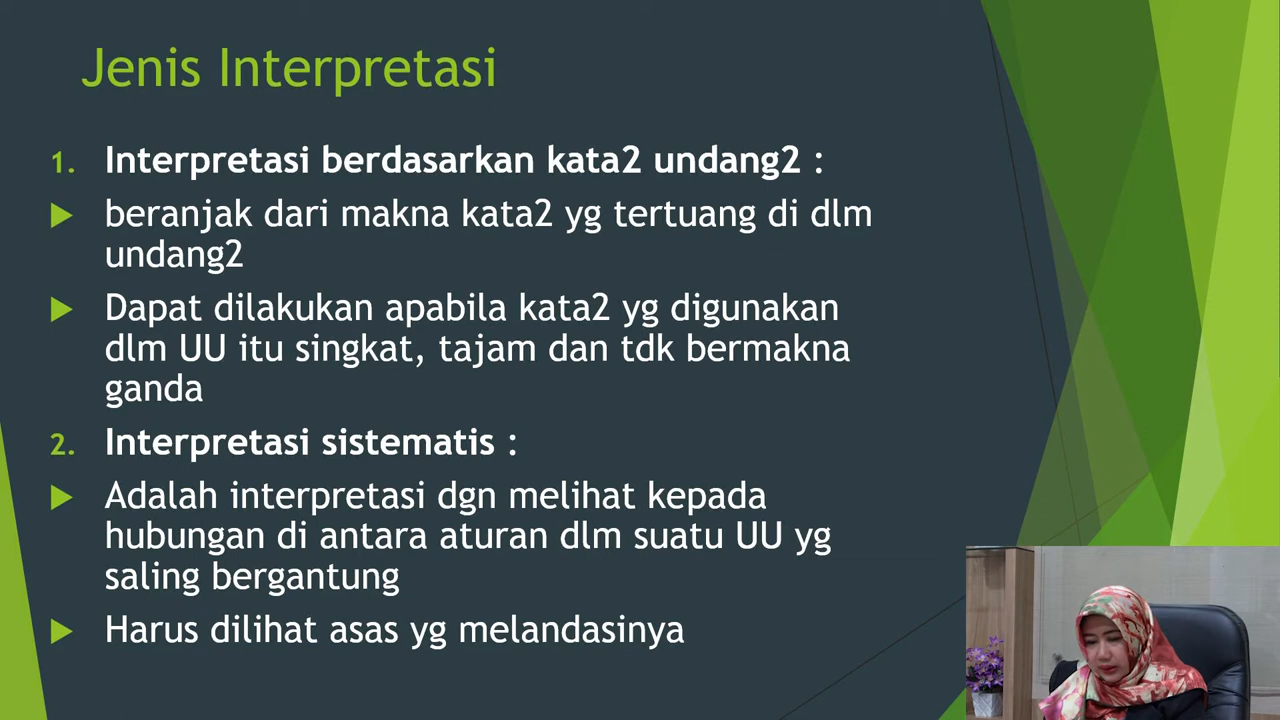 Jenis Interpretasi
1. Interpretasi berdasarkan kata2 undang2 :
beranjak dari makna kata2 yg tertuang di dlm
undang2
Dapat dilakukan apabila kata2 yg digunakan
dlm UU itu singkat, tajam dan tdk bermakna
ganda
2. Interpretasi sistematis :
Adalah interpretasi dgn melihat kepada
hubungan di antara aturan dlm suatu UU yg
saling bergantung
Harus dilihat asas yg melandasinya